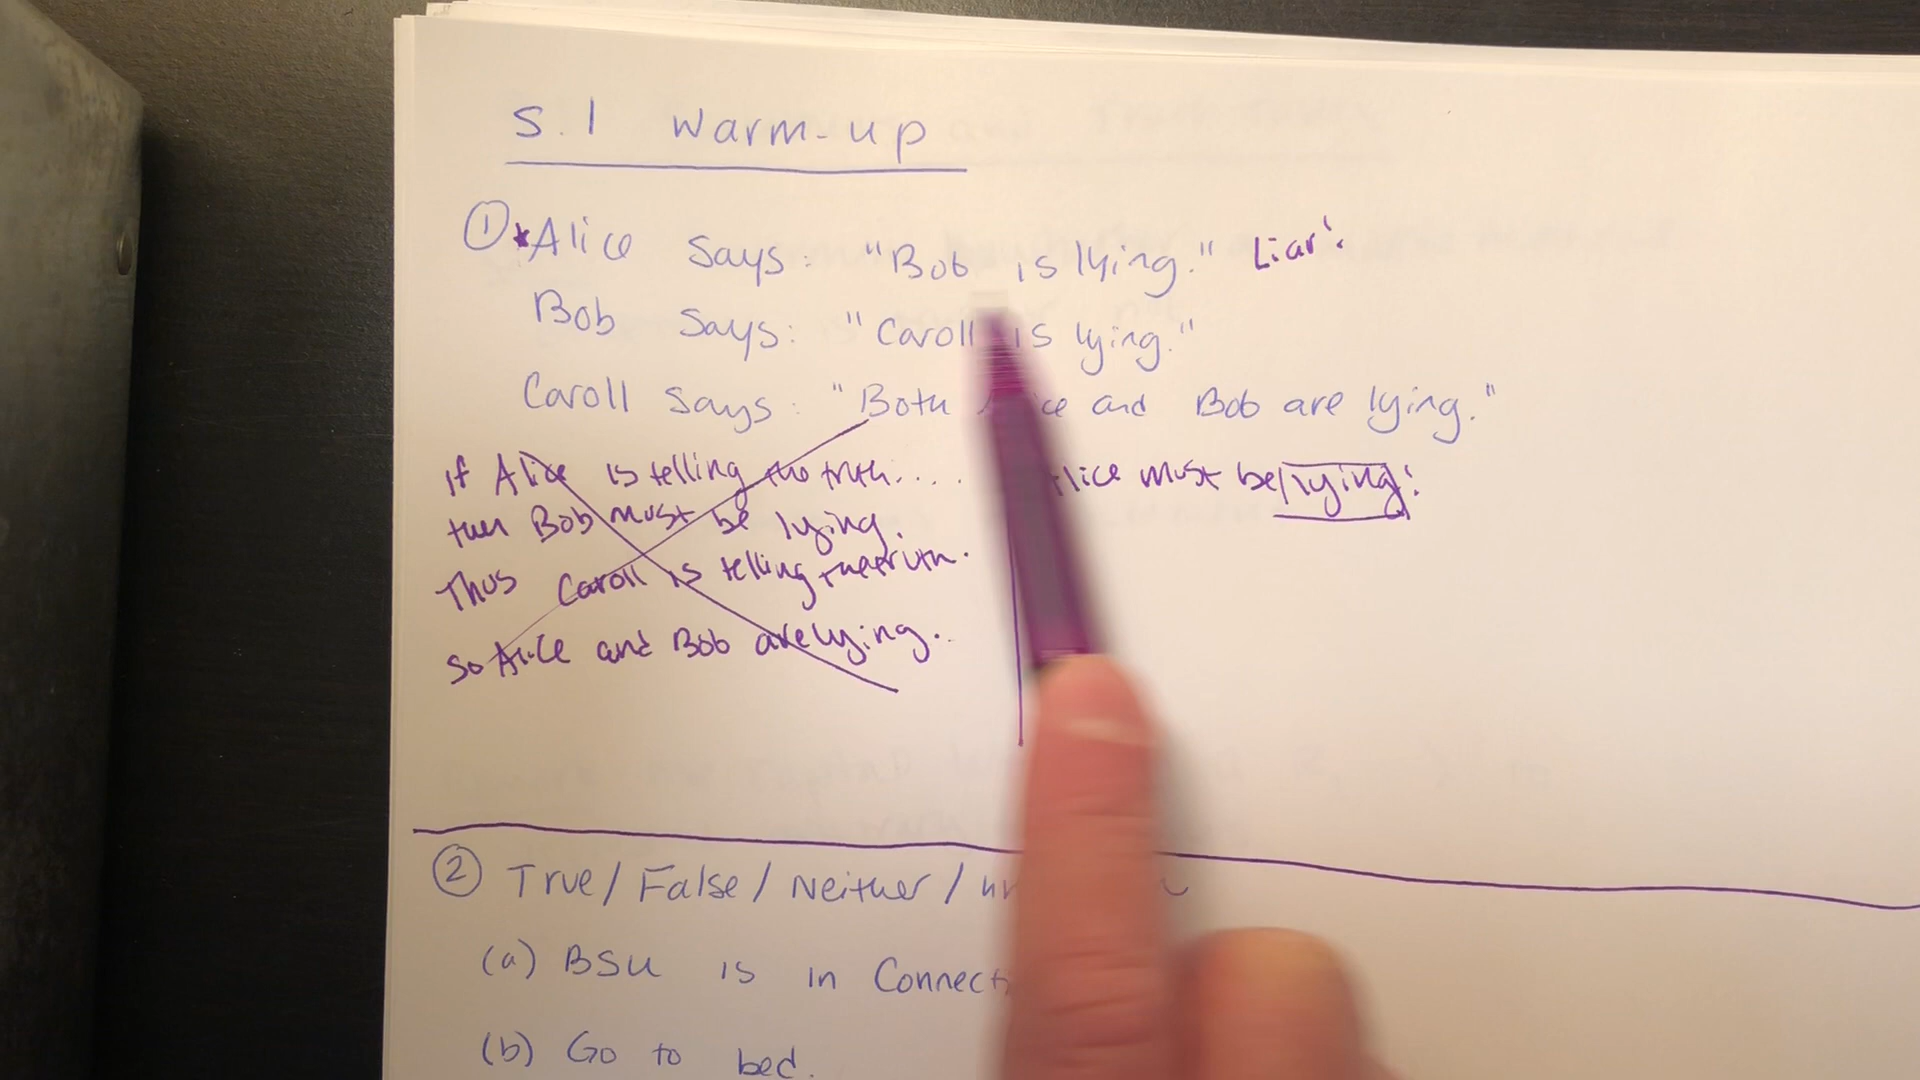 5.1 Warm-up
① *Alice says: "Bob is lying." Liar!
Bob says: "Caroll is lying."
Caroll says: "Both and Bob are lying."
If Alice is telling the truth....
then Bob must be lying.
Thus Caroll is telling the truth.
So Alice and Bob are lying.
must be lying!
② True/False/Neither/
(a) BSU is in
(b) Go to bed.